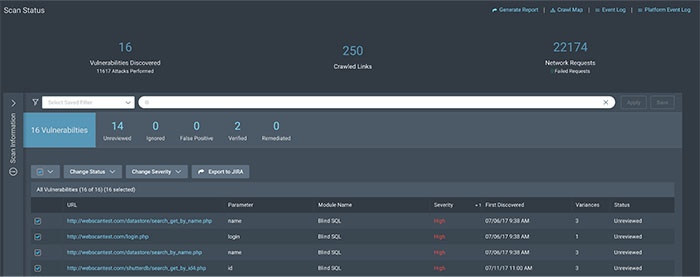 Scan Status
Generate Report | Crawl Map | Event Log | Platform Event Log
16 250 22174
Vulnerabilities Discovered Crawled Links Network Requests
11617 Attacks Performed 0 Failed Requests
Select Saved Filter Apply Save
Scan Information
16 Vulnerabilties
14 0 0 2 0
Unreviewed Ignored False Positive Verified Remediated
Change Status Change Severity Export to JIRA
All Vulnerabilities (16 of 16) (16 selected)
URL Parameter Module Name Severity 1 First Discovered Variances Status
http://webscantest.com/datastore/search_get_by_name.php name Blind SQL High 07/06/17 9:38 AM 3 Unreviewed
http://webscantest.com/login.php login Blind SQL High 07/06/17 9:38 AM 1 Unreviewed
http://webscantest.com/datastore/search_by_name.php name Blind SQL High 07/06/17 9:38 AM 3 Unreviewed
http://webscantest.com/shutterdb/search_get_by_id4.php id Blind SQL High 07/11/17 11:00 AM 3 Unreviewed